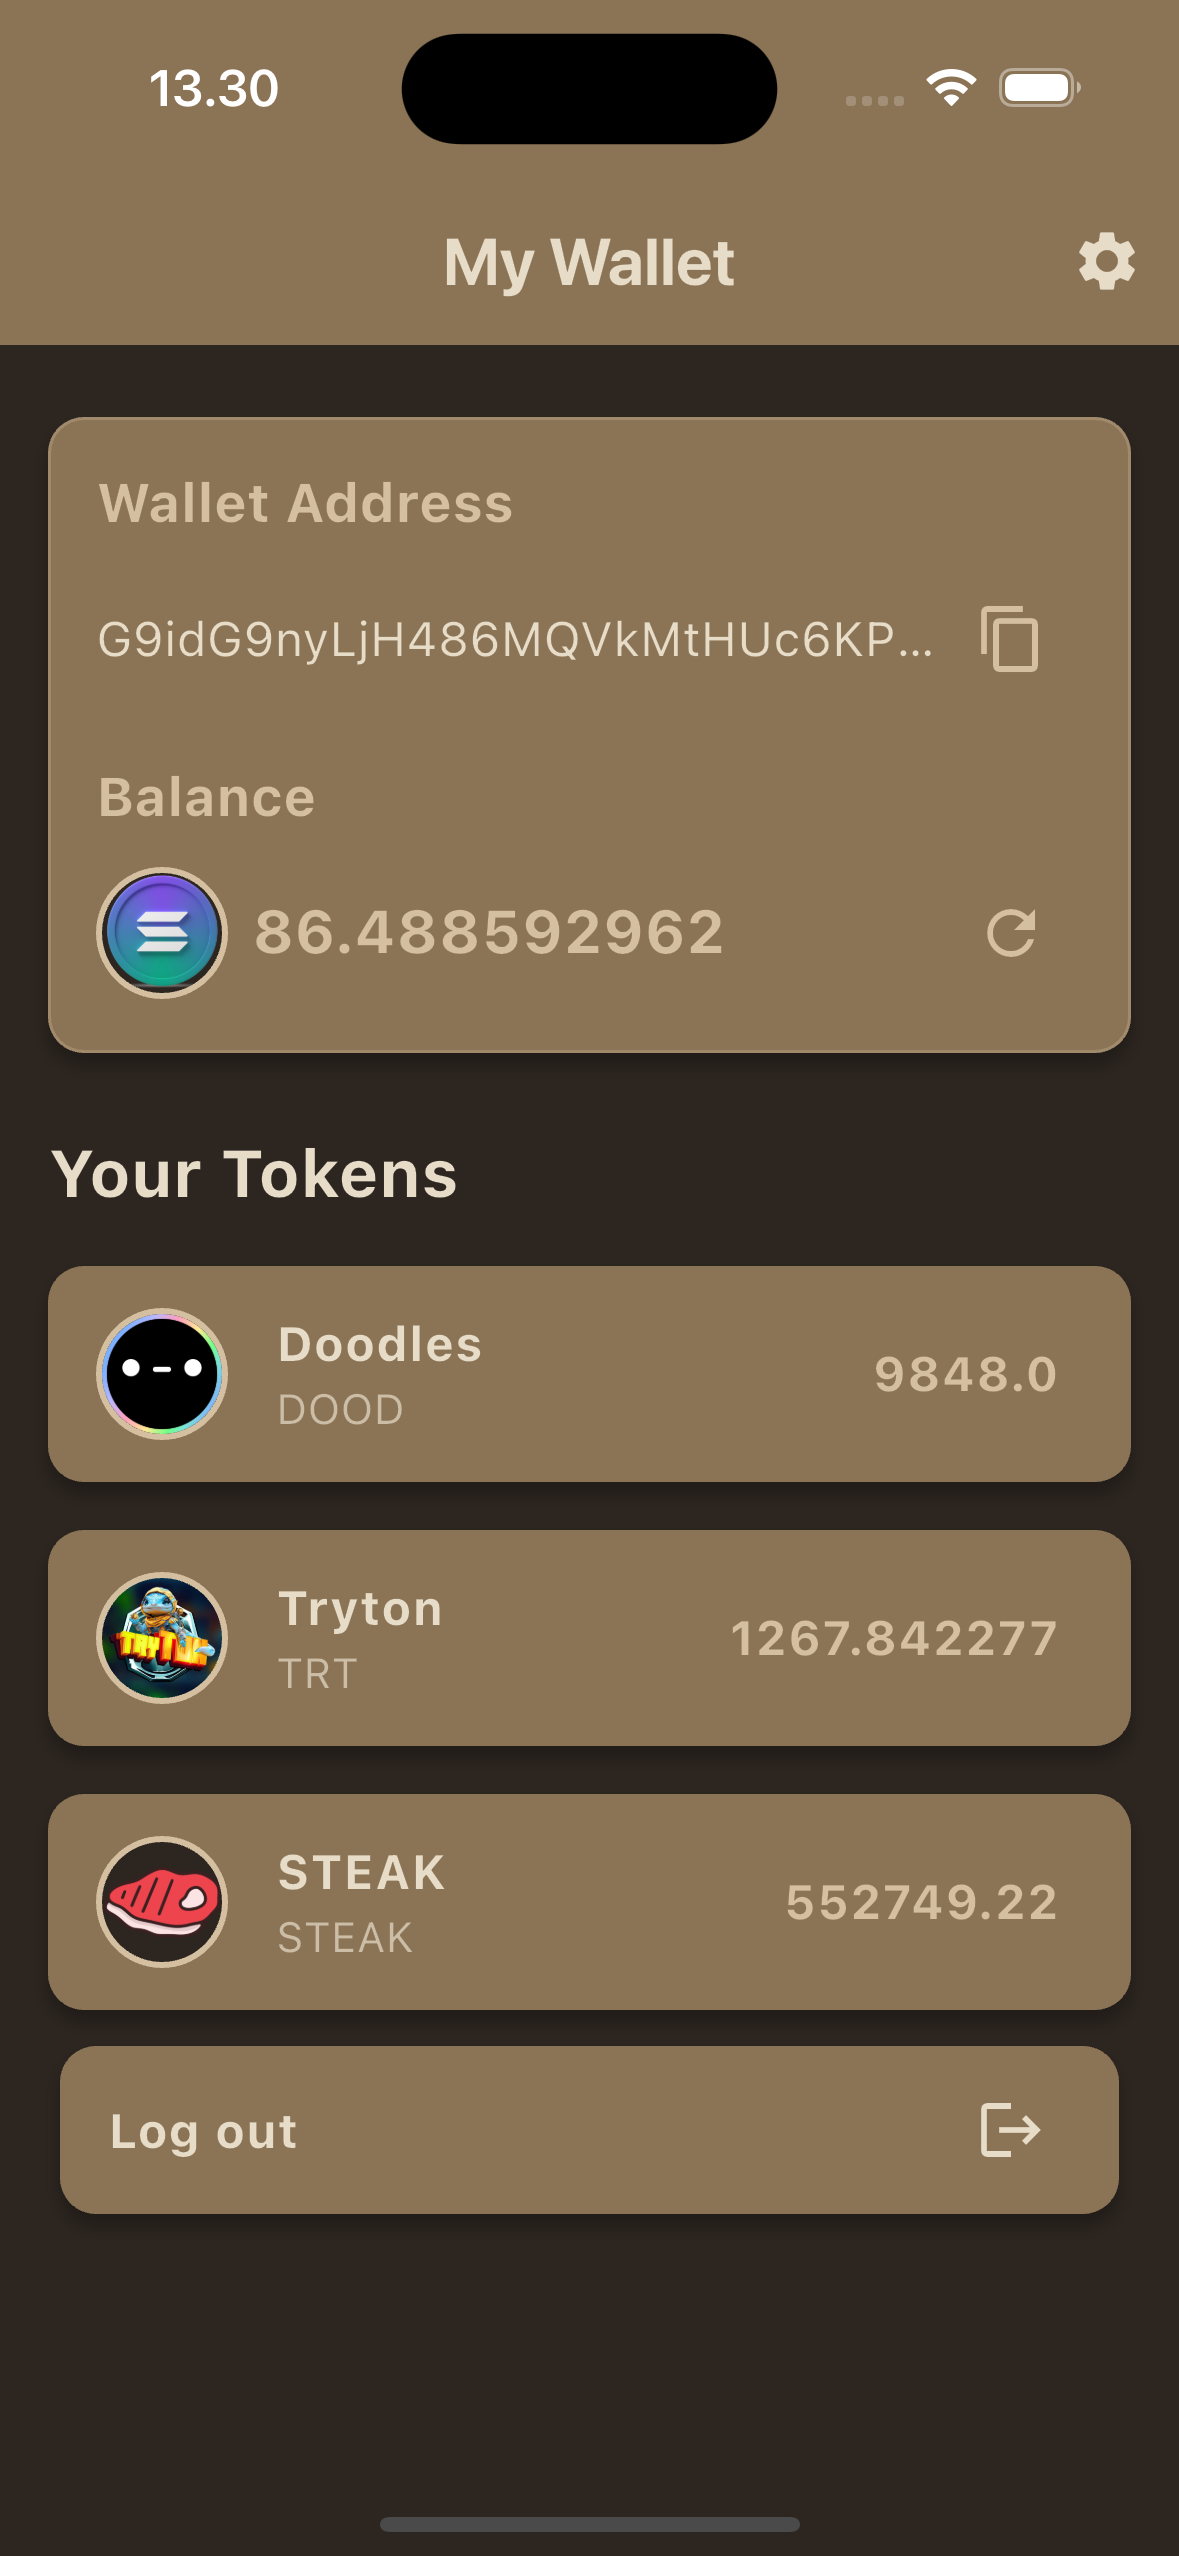 13.30
My Wallet
Wallet Address
G9idG9nyLjH486MQVkMtHUc6KP...
Balance
86.488592962
Your Tokens
Doodles
DOOD
9848.0
TRYTON
Tryton
TRT
1267.842277
STEAK
STEAK
552749.22
Log out